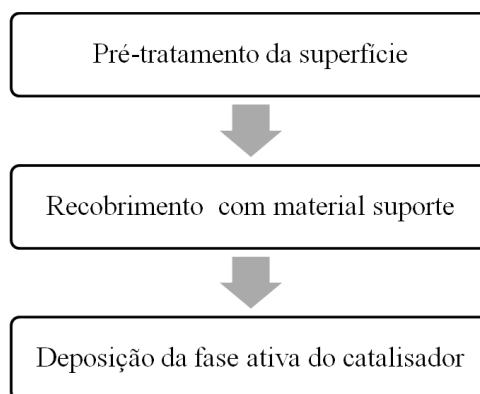 Pré-tratamento da superfície
Recobrimento com material suporte
Deposição da fase ativa do catalisador